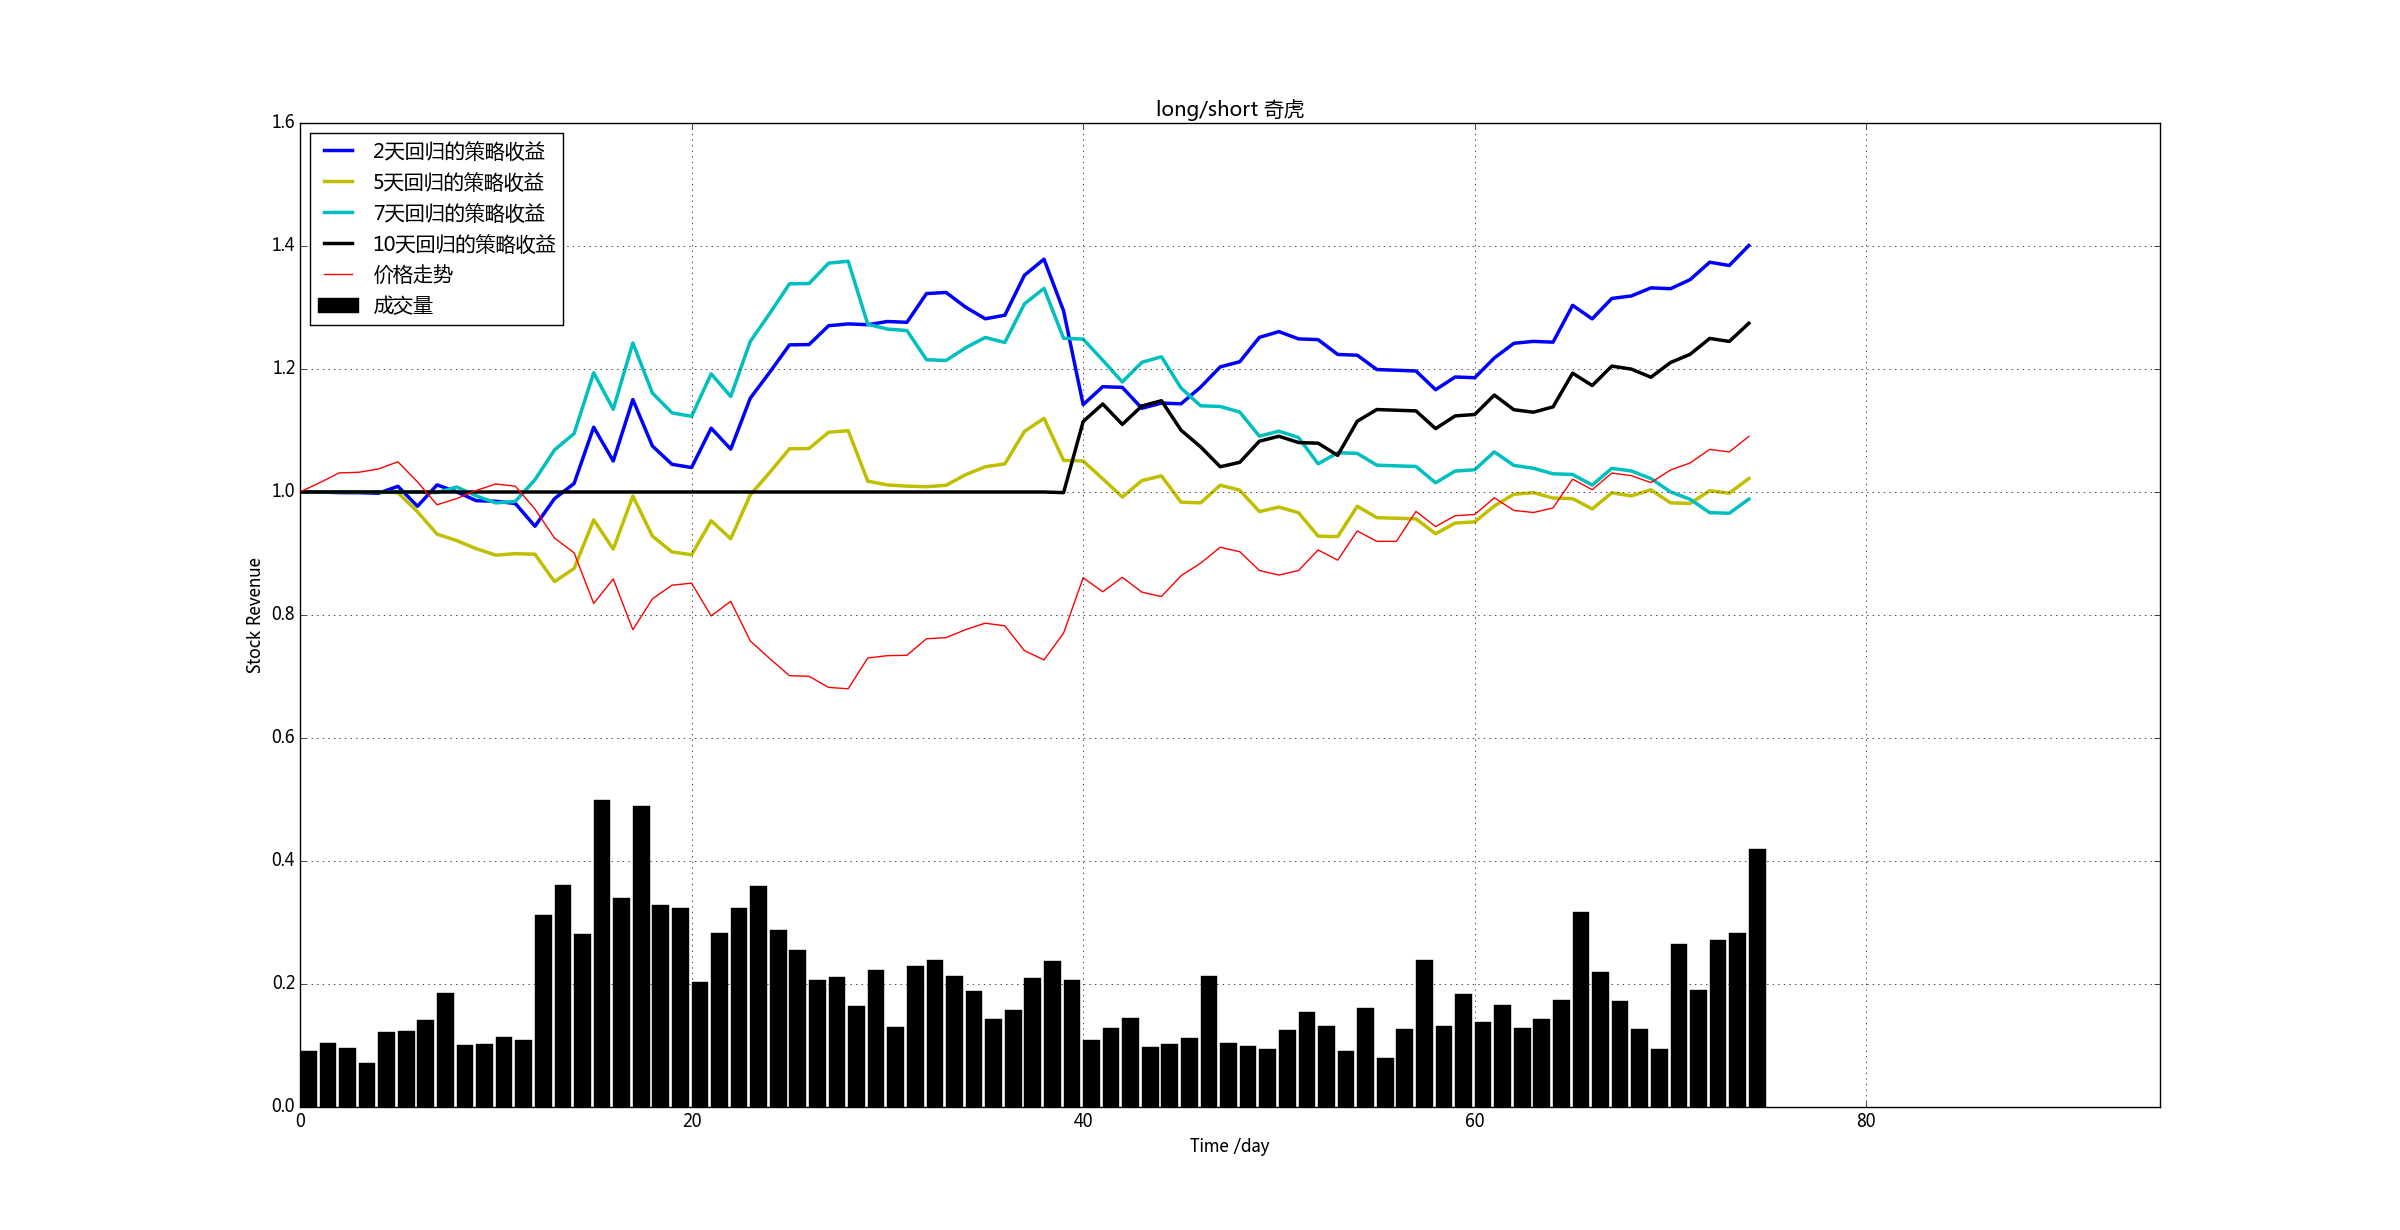 long/short 奇虎
1.6
1.4
1.2
1.0
0.8
0.6
0.4
0.2
0.0
Stock Revenue
2天回归的策略收益
5天回归的策略收益
7天回归的策略收益
10天回归的策略收益
价格走势
成交量
0 20 40 60 80
Time /day